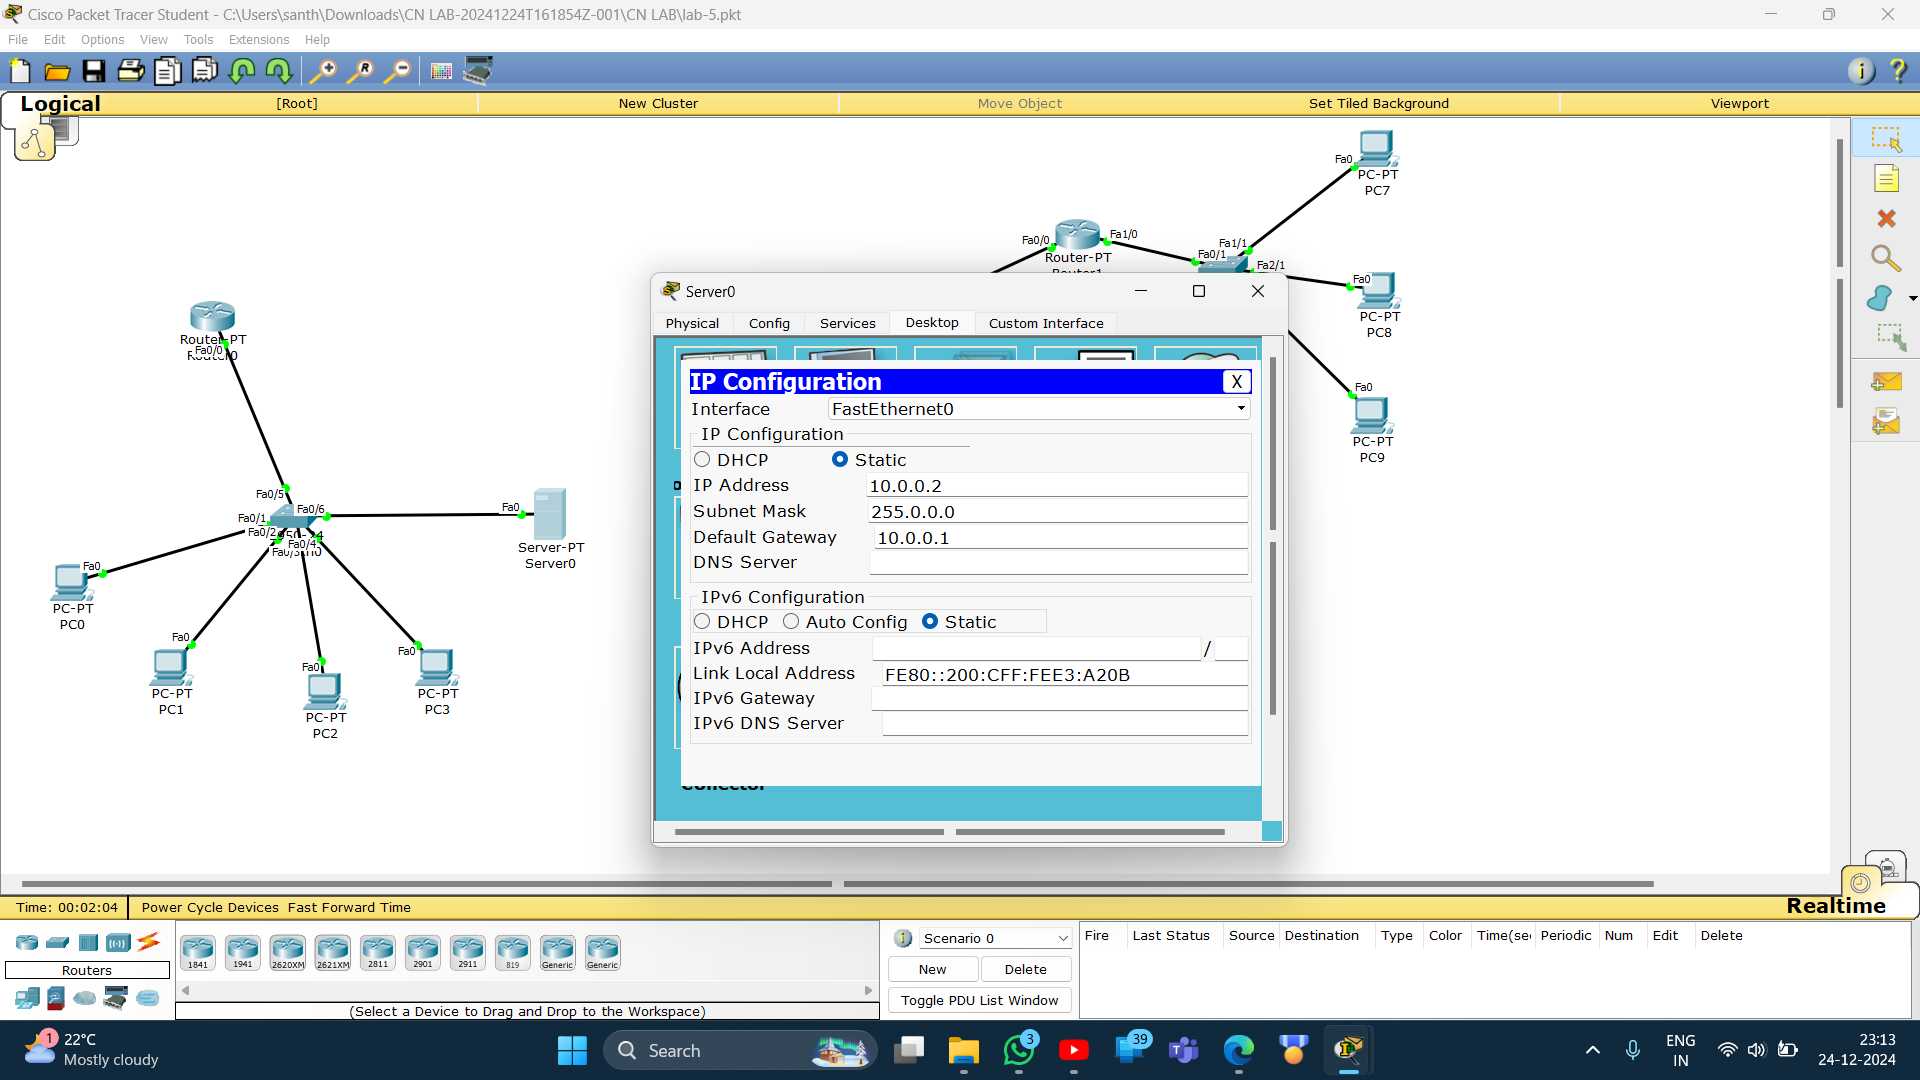 Cisco Packet Tracer Student - C:\Users\santh\Downloads\CN LAB-20241224T161854Z-001\CN LAB\lab-5.pkt
File Edit Options View Tools Extensions Help
Logical [Root] New Cluster Move Object Set Tiled Background Viewport
Fa0
PC-PT
PC7
Fa0/0 Fa1/0
Router-PT
Fa1/1
Fa0/1
Fa2/1
Fa0
PC-PT
PC8
Fa0
PC-PT
PC9
Router-PT
Router0
Fa0/0
Fa0/5
Fa0/6
Fa0/1
Fa0/2
Fa0/4
Fa0
Server-PT
Server0
Fa0
PC-PT
PC0
Fa0
PC-PT
PC1
Fa0
PC-PT
PC2
Fa0
PC-PT
PC3
Server0
Physical Config Services Desktop Custom Interface
IP Configuration X
Interface FastEthernet0
IP Configuration
DHCP Static
IP Address 10.0.0.2
Subnet Mask 255.0.0.0
Default Gateway 10.0.0.1
DNS Server
IPv6 Configuration
DHCP Auto Config Static
IPv6 Address /
Link Local Address FE80::200:CFF:FEE3:A20B
IPv6 Gateway
IPv6 DNS Server
Collector
Time: 00:02:04 Power Cycle Devices Fast Forward Time
Realtime
Routers
1841 1941 2620XM 2621XM 2811 2901 2911 819 Generic Generic
(Select a Device to Drag and Drop to the Workspace)
Scenario 0
New Delete
Toggle PDU List Window
Fire Last Status Source Destination Type Color Time(sec Periodic Num Edit Delete
1
22°C
Mostly cloudy
Search
3
39
ENG
IN
23:13
24-12-2024